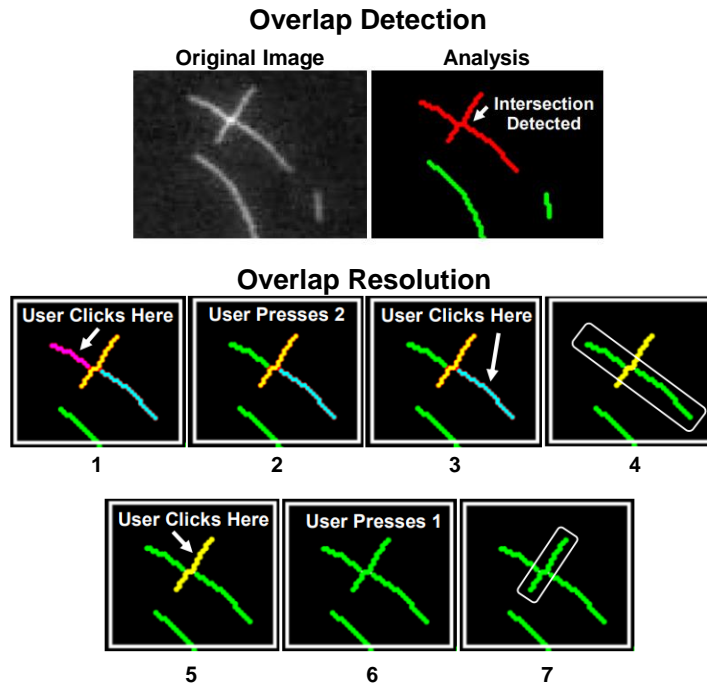 Overlap Detection
Original Image
Analysis
Intersection
Detected
Overlap Resolution
User Clicks Here
User Presses 2
User Clicks Here
1
2
3
4
User Clicks Here
User Presses 1
5
6
7